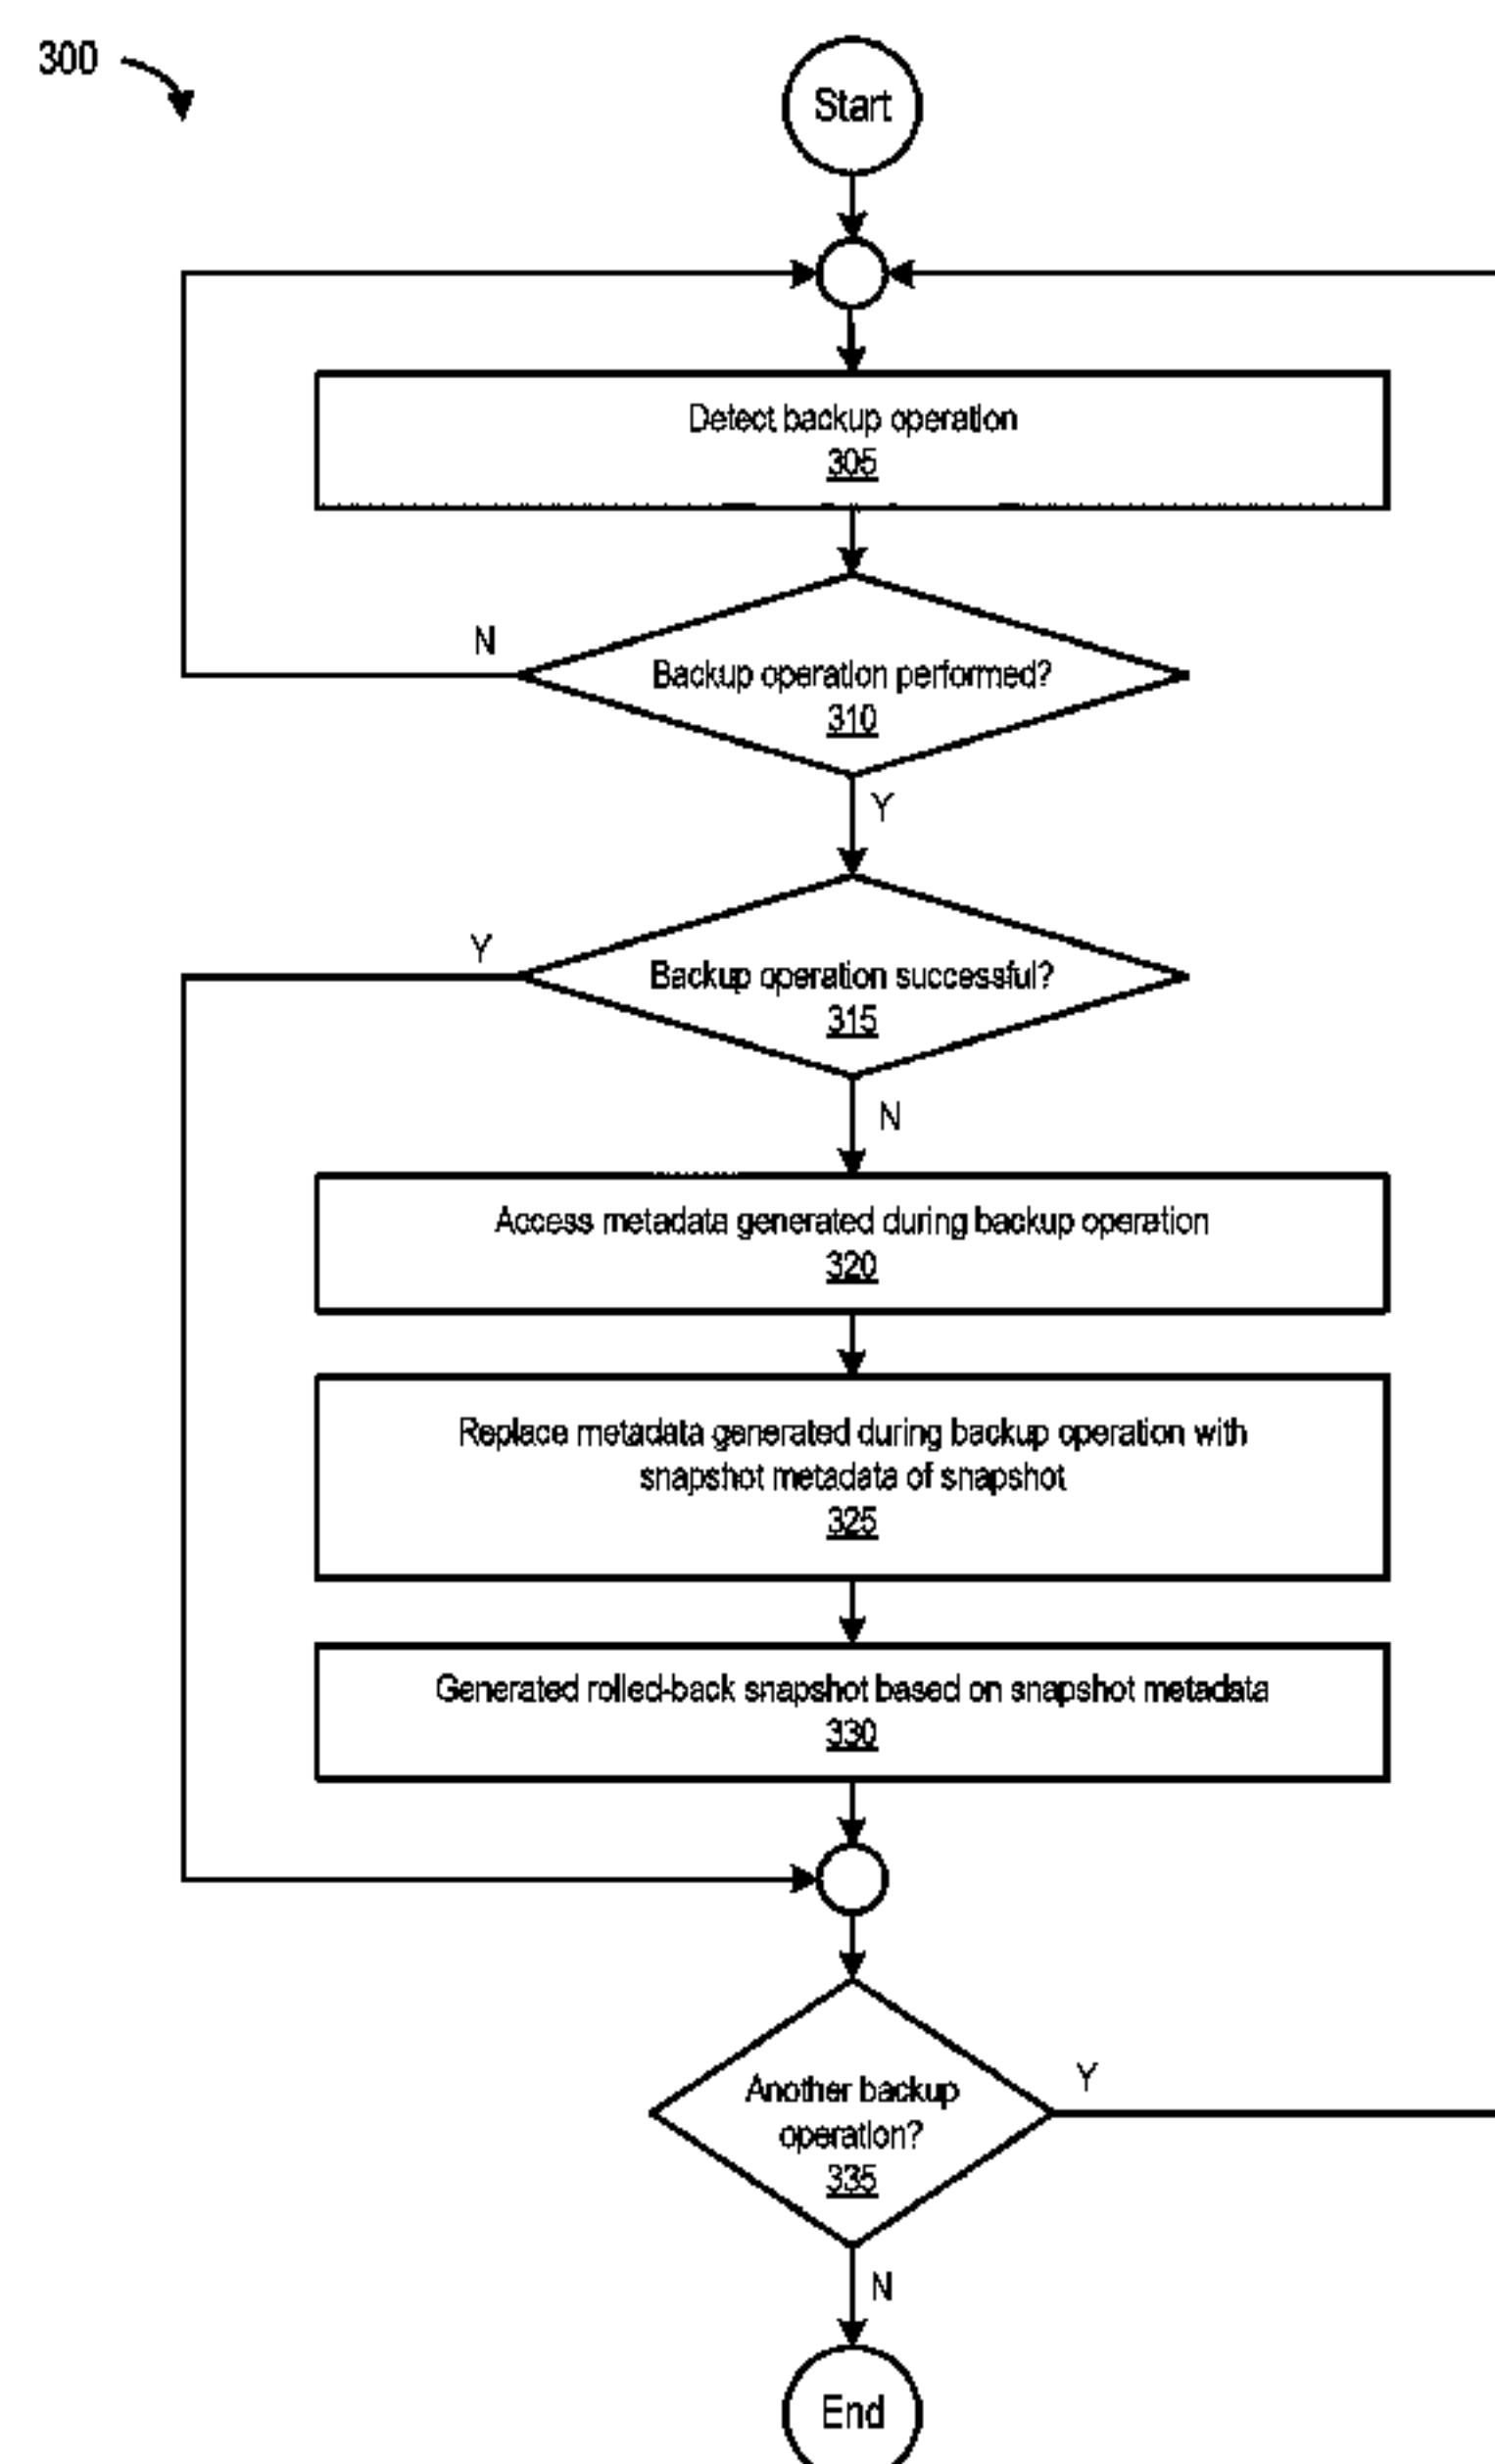 300
Start
Detect backup operation
305
N
Backup operation performed?
310
Y
Y
Backup operation successful?
315
N
Access metadata generated during backup operation
320
Replace metadata generated during backup operation with
snapshot metadata of snapshot
325
Generated rolled-back snapshot based on snapshot metadata
330
Another backup
operation?
335
Y
N
End